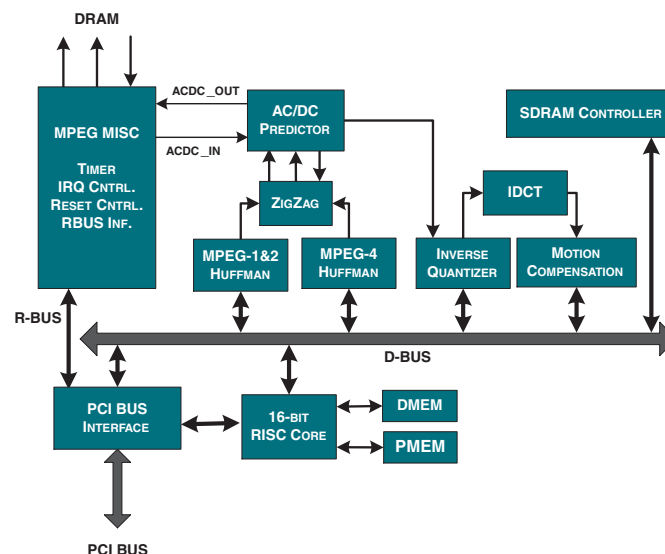 DRAM
ACDC_OUT
ACDC_IN
MPEG MISC
TIMER
IRQ CNTRL.
RESET CNTRL.
RBUS INF.
AC/DC
PREDICTOR
SDRAM CONTROLLER
ZIGZAG
IDCT
MPEG-1&2
HUFFMAN
MPEG-4
HUFFMAN
INVERSE
QUANTIZER
MOTION
COMPENSATION
R-BUS
D-BUS
PCI BUS
INTERFACE
16-BIT
RISC CORE
DMEM
PMEM
PCI BUS